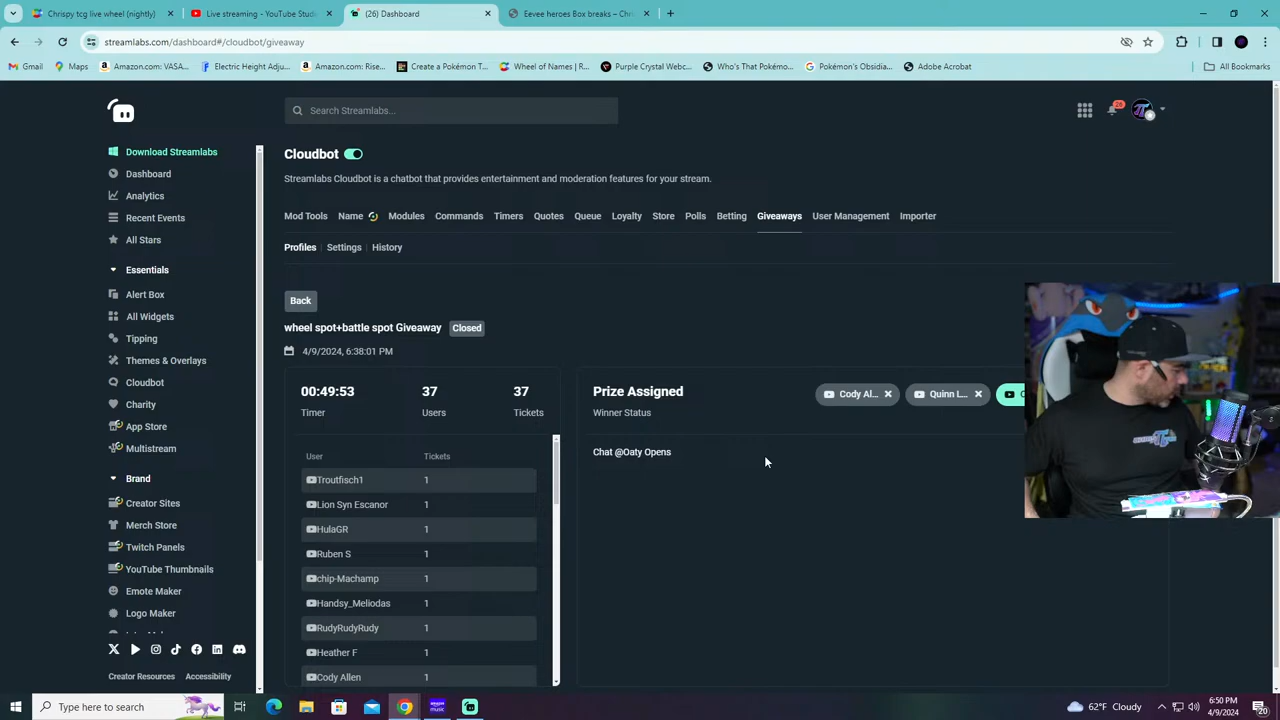 Chrispy tcg live wheel (nightly)
Live streaming - YouTube Studi
(26) Dashboard
Eevee heroes Box breaks – Chri
streamlabs.com/dashboard#/cloudbot/giveaway
Gmail
Maps
Amazon.com: VASA...
Electric Height Adju...
Amazon.com: Rise...
Create a Pokémon T...
Wheel of Names | R...
Purple Crystal Webc...
Who's That Pokémo...
Pokémon's Obsidia...
Adobe Acrobat
All Bookmarks
Search Streamlabs...
26
Download Streamlabs
Dashboard
Analytics
Recent Events
All Stars
Essentials
Alert Box
All Widgets
Tipping
Themes & Overlays
Cloudbot
Charity
App Store
Multistream
Brand
Creator Sites
Merch Store
Twitch Panels
YouTube Thumbnails
Emote Maker
Logo Maker
Creator Resources
Accessibility
Cloudbot
Streamlabs Cloudbot is a chatbot that provides entertainment and moderation features for your stream.
Mod Tools Name Modules Commands Timers Quotes Queue Loyalty Store Polls Betting Giveaways User Management Importer
Profiles Settings History
Back
wheel spot+battle spot Giveaway Closed
4/9/2024, 6:38:01 PM
00:49:53 37 37
Timer Users Tickets
User Tickets
Troutfisch1 1
Lion Syn Escanor 1
HulaGR 1
Ruben S 1
chip-Machamp 1
Handsy_Meliodas 1
RudyRudyRudy 1
Heather F 1
Cody Allen 1
Prize Assigned
Cody Al...
Quinn L...
Winner Status
Chat @Oaty Opens
Type here to search
62°F Cloudy
6:50 PM
4/9/2024
20